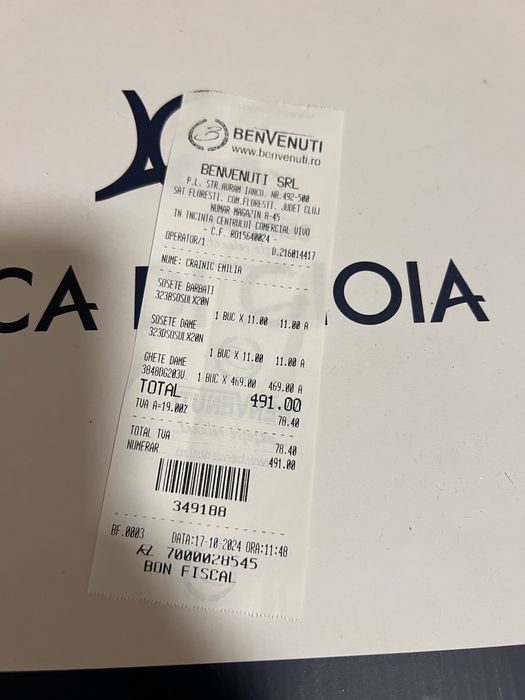 BENVENUTI
www.benvenuti.ro
BENVENUTI SRL
P.L. STR.AVRAM IANCU. NR.492-500
SAT FLORESTI. COM.FLORESTI. JUDET CLUJ
NUMAR MAGAZIN B-45
IN INCINTA CENTRULUI COMERCIAL VIVO
C.F. RO15640024
OPERATOR/1 D.216014417
NUME: CRAINIC EMILIA
SOSETE BARBATI
323BSOSULX20N
1 BUC X 11.00 11.00 A
SOSETE DAME
323DSOSULX20N
1 BUC X 11.00 11.00 A
GHETE DAME
384BDG203V 1 BUC X 469.00 469.00 A
TOTAL 491.00
TVA A=19.00% 78.40
TOTAL TVA 78.40
NUMERAR 491.00
349188
BF.0003 DATA:17-10-2024 ORA:11:48
7000028545
BON FISCAL
CA
OIA